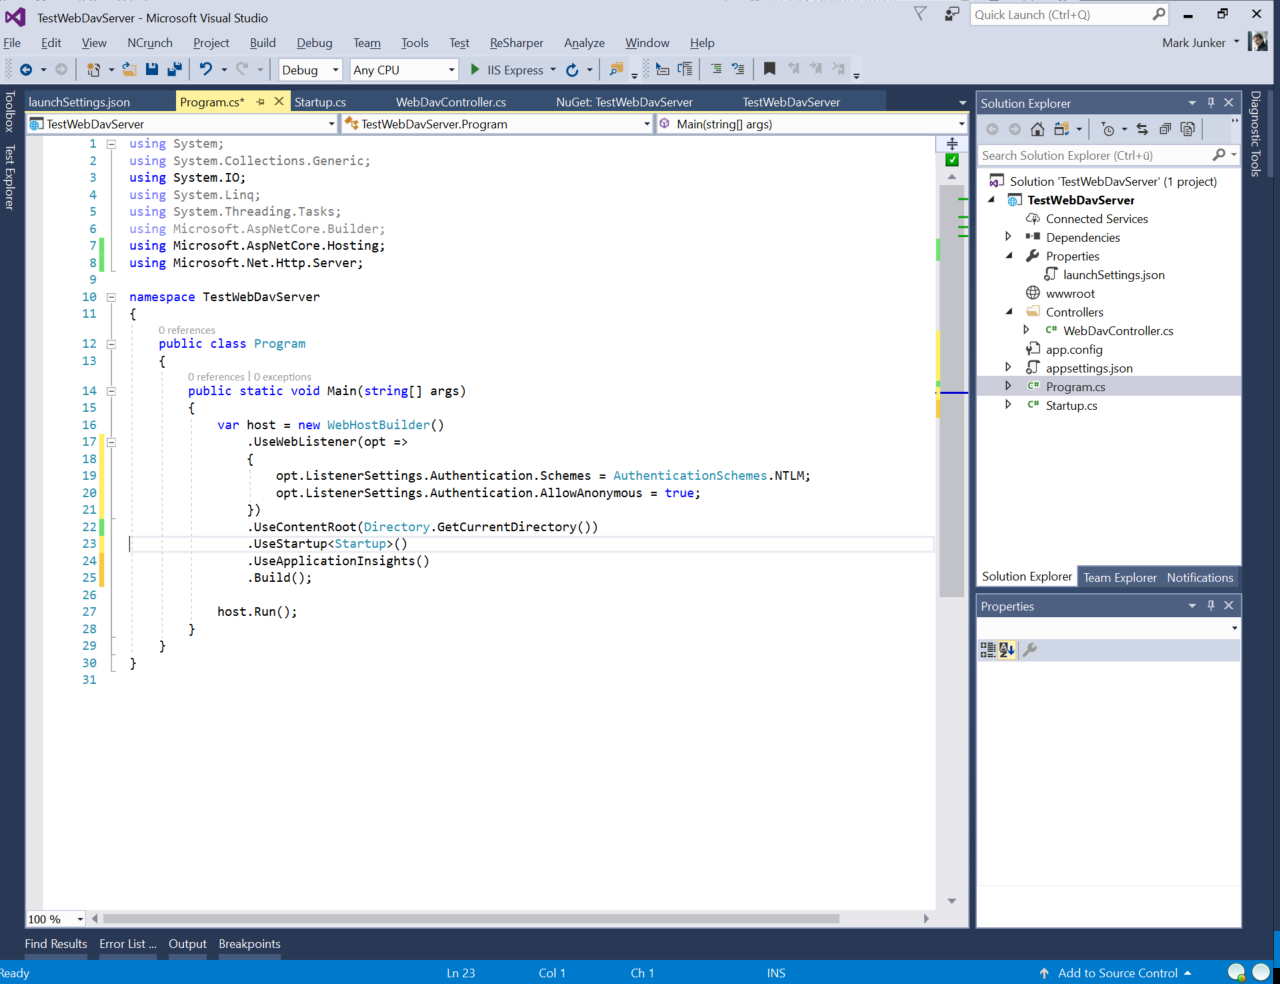 TestWebDavServer - Microsoft Visual Studio
Quick Launch (Ctrl+Q)
File Edit View NCrunch Project Build Debug Team Tools Test ReSharper Analyze Window Help
Mark Junker
Debug Any CPU IIS Express
Toolbox
Test Explorer
launchSettings.json Program.cs* Startup.cs WebDavController.cs NuGet: TestWebDavServer TestWebDavServer
TestWebDavServer TestWebDavServer.Program Main(string[] args)
1 using System;
2 using System.Collections.Generic;
3 using System.IO;
4 using System.Linq;
5 using System.Threading.Tasks;
6 using Microsoft.AspNetCore.Builder;
7 using Microsoft.AspNetCore.Hosting;
8 using Microsoft.Net.Http.Server;
9
10 namespace TestWebDavServer
11 {
0 references
12 public class Program
13 {
0 references | 0 exceptions
14 public static void Main(string[] args)
15 {
16 var host = new WebHostBuilder()
17 .UseWebListener(opt =>
18 {
19 opt.ListenerSettings.Authentication.Schemes = AuthenticationSchemes.NTLM;
20 opt.ListenerSettings.Authentication.AllowAnonymous = true;
21 })
22 .UseContentRoot(Directory.GetCurrentDirectory())
23 .UseStartup<Startup>()
24 .UseApplicationInsights()
25 .Build();
26
27 host.Run();
28 }
29 }
30 }
31
100 %
Solution Explorer
Search Solution Explorer (Ctrl+ü)
Solution 'TestWebDavServer' (1 project)
TestWebDavServer
Connected Services
Dependencies
Properties
launchSettings.json
wwwroot
Controllers
C# WebDavController.cs
app.config
appsettings.json
C# Program.cs
C# Startup.cs
Solution Explorer Team Explorer Notifications
Properties
Diagnostic Tools
Find Results Error List ... Output Breakpoints
Ready Ln 23 Col 1 Ch 1 INS Add to Source Control